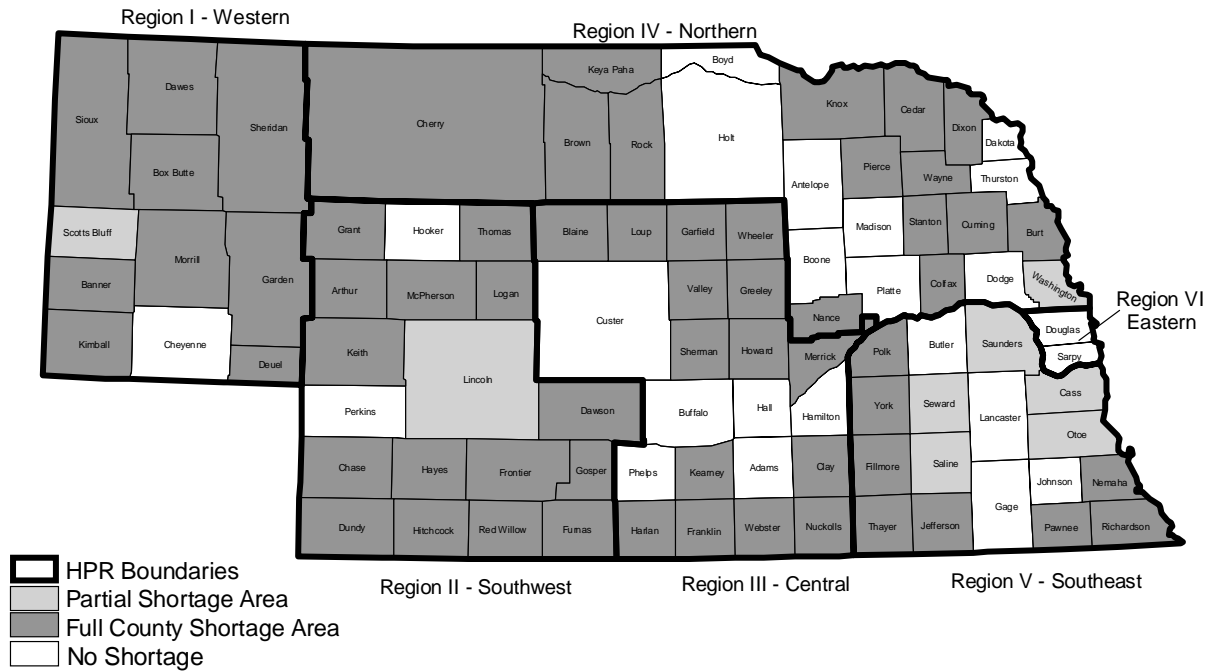 Region I - Western
Region IV - Northern
Boyd
Keya Paha
Dawes
Knox
Cedar
Sioux
Cherry
Sheridan
Dixon
Holt
Brown
Rock
Dakota
Pierce
Box Butte
Wayne
Thurston
Antelope
Scotts Bluff
Grant
Hooker
Thomas
Blaine
Loup
Garfield
Wheeler
Madison
Stanton
Cuming
Burt
Morrill
Boone
Garden
Banner
Arthur
McPherson
Logan
Valley
Greeley
Platte
Colfax
Dodge
Washington
Region VI
Eastern
Custer
Nance
Douglas
Kimball
Cheyenne
Deuel
Keith
Lincoln
Sherman
Howard
Merrick
Polk
Butler
Saunders
Sarpy
Perkins
Dawson
Buffalo
Hall
Hamilton
York
Seward
Lancaster
Cass
Otoe
Chase
Hayes
Frontier
Gosper
Phelps
Kearney
Adams
Clay
Fillmore
Saline
Johnson
Nemaha
Gage
Dundy
Hitchcock
Red Willow
Furnas
Harlan
Franklin
Webster
Nuckolls
Thayer
Jefferson
Pawnee
Richardson
HPR Boundaries
Partial Shortage Area
Full County Shortage Area
No Shortage
Region II - Southwest
Region III - Central
Region V - Southeast